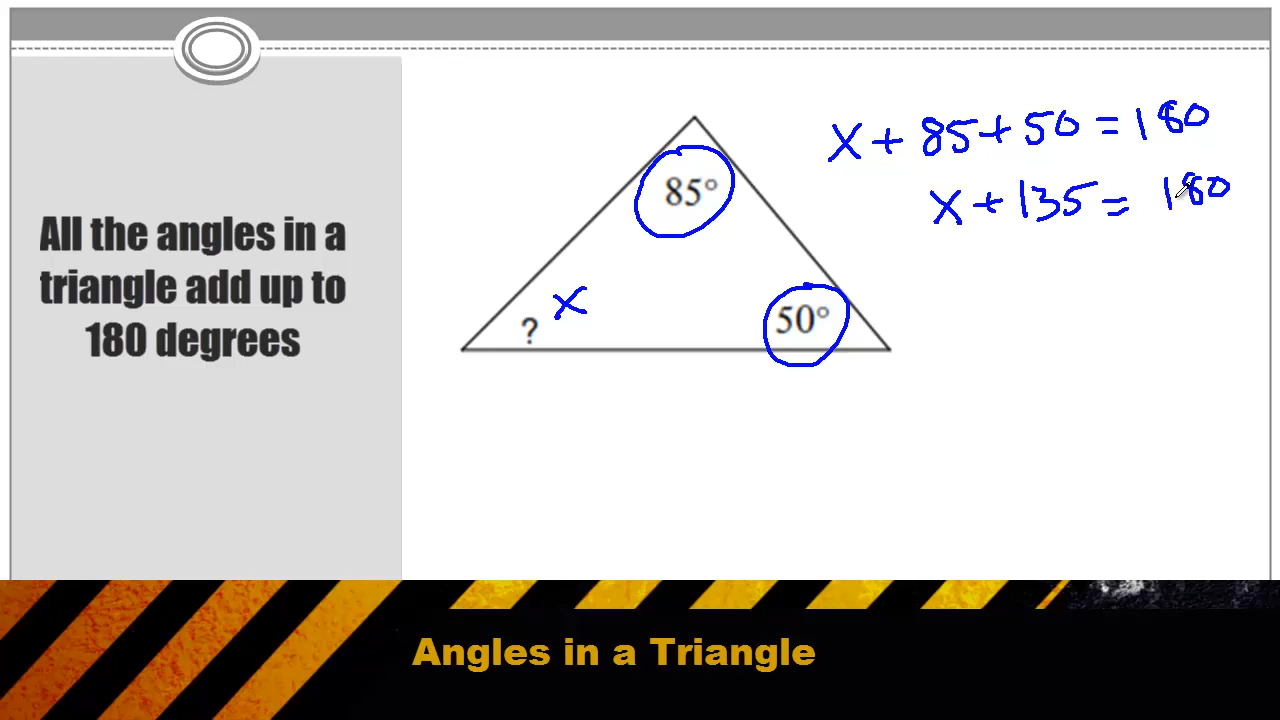 All the angles in a
triangle add up to
180 degrees
85°
x
?
50°
x + 85 + 50 = 180
x + 135 = 180
Angles in a Triangle